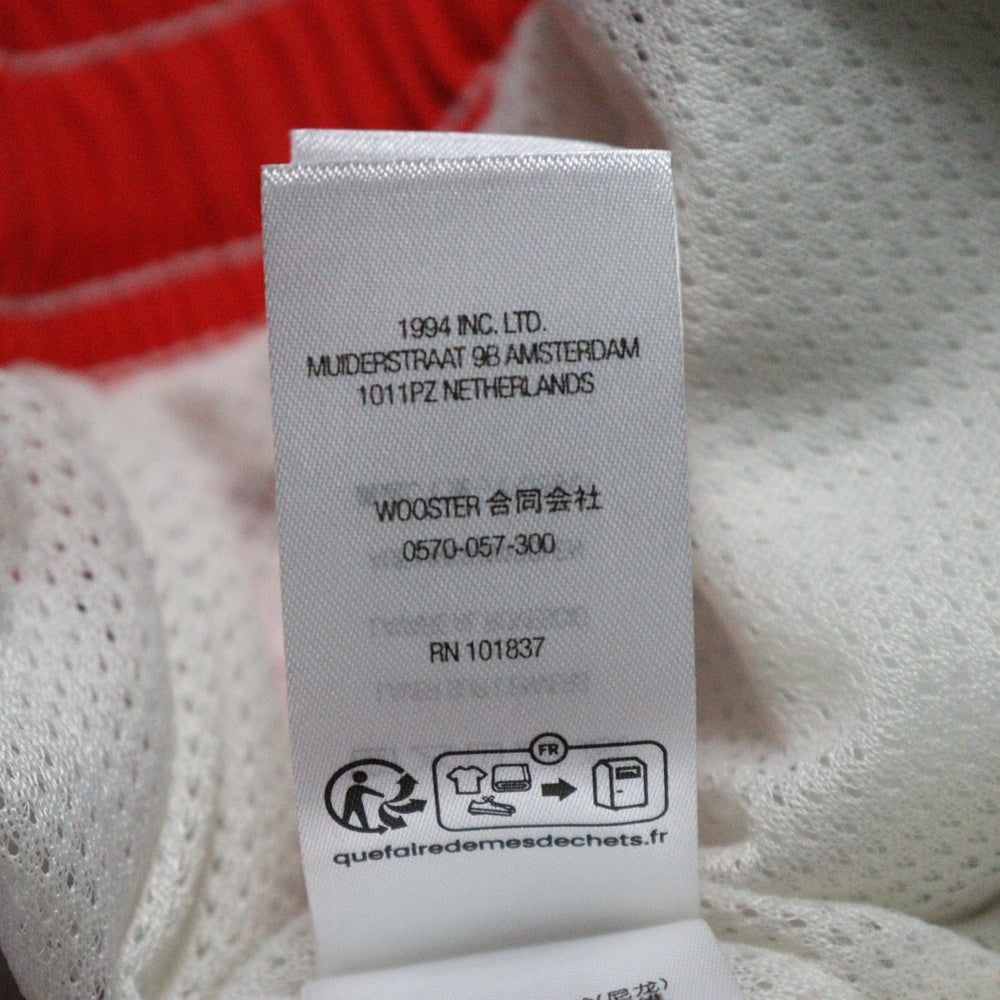 1994 INC. LTD.
MUIDERSTRAAT 9B AMSTERDAM
1011PZ NETHERLANDS
WOOSTER 合同会社
0570-057-300
RN 101837
FR
quefairedemesdechets.fr